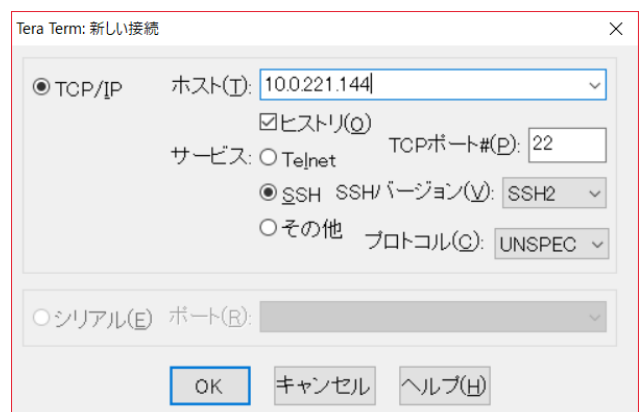 Tera Term: 新しい接続
TCP/IP ホスト(T): 10.0.221.144
ヒストリ(O)
サービス: Telnet TCPポート#(P): 22
SSH SSHバージョン(V): SSH2
その他 プロトコル(C): UNSPEC
シリアル(E) ポート(R):
OK キャンセル ヘルプ(H)